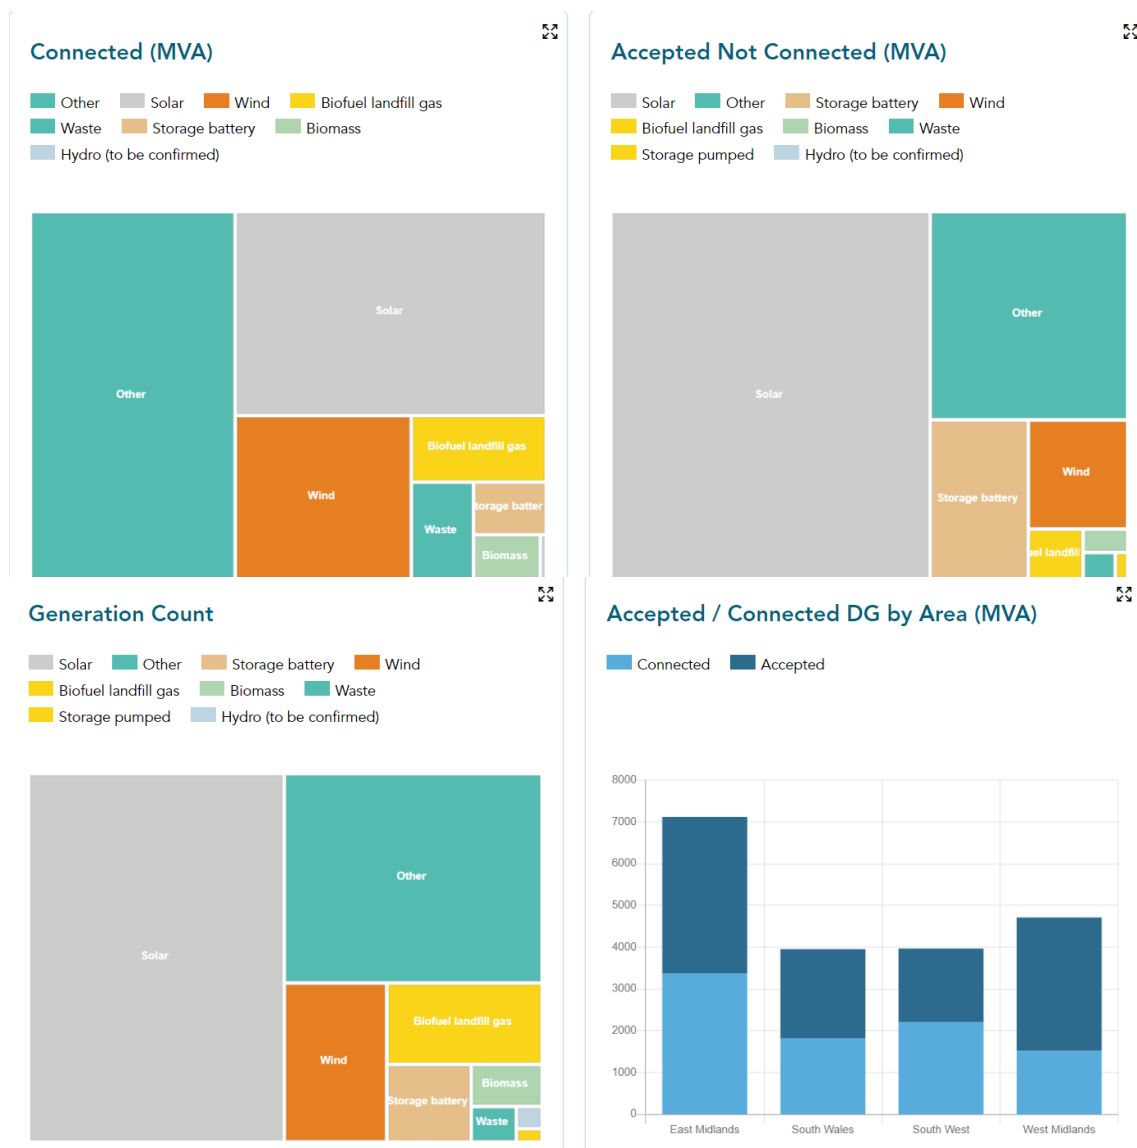 Connected (MVA)
Other Solar Wind Biofuel landfill gas
Waste Storage battery Biomass
Hydro (to be confirmed)
Other
Solar
Wind
Biofuel landfill gas
Waste
torage batter
Biomass
Accepted Not Connected (MVA)
Solar Other Storage battery Wind
Biofuel landfill gas Biomass Waste
Storage pumped Hydro (to be confirmed)
Solar
Other
Storage battery
Wind
uel landfill
Generation Count
Solar Other Storage battery Wind
Biofuel landfill gas Biomass Waste
Storage pumped Hydro (to be confirmed)
Solar
Other
Wind
Biofuel landfill gas
Storage battery
Biomass
Waste
Accepted / Connected DG by Area (MVA)
Connected Accepted
8000
7000
6000
5000
4000
3000
2000
1000
0
East Midlands South Wales South West West Midlands